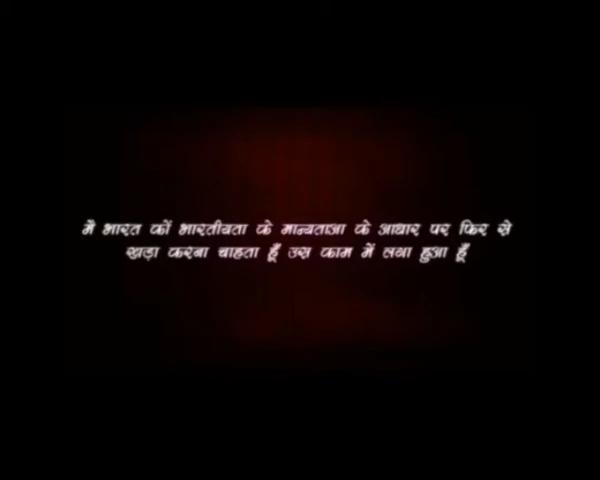 मै भारत कों भारतीयता के मान्यताआ के आधार पर फिर से
खड़ा करना चाहता हूँ उस काम में लगा हुआ हूँ